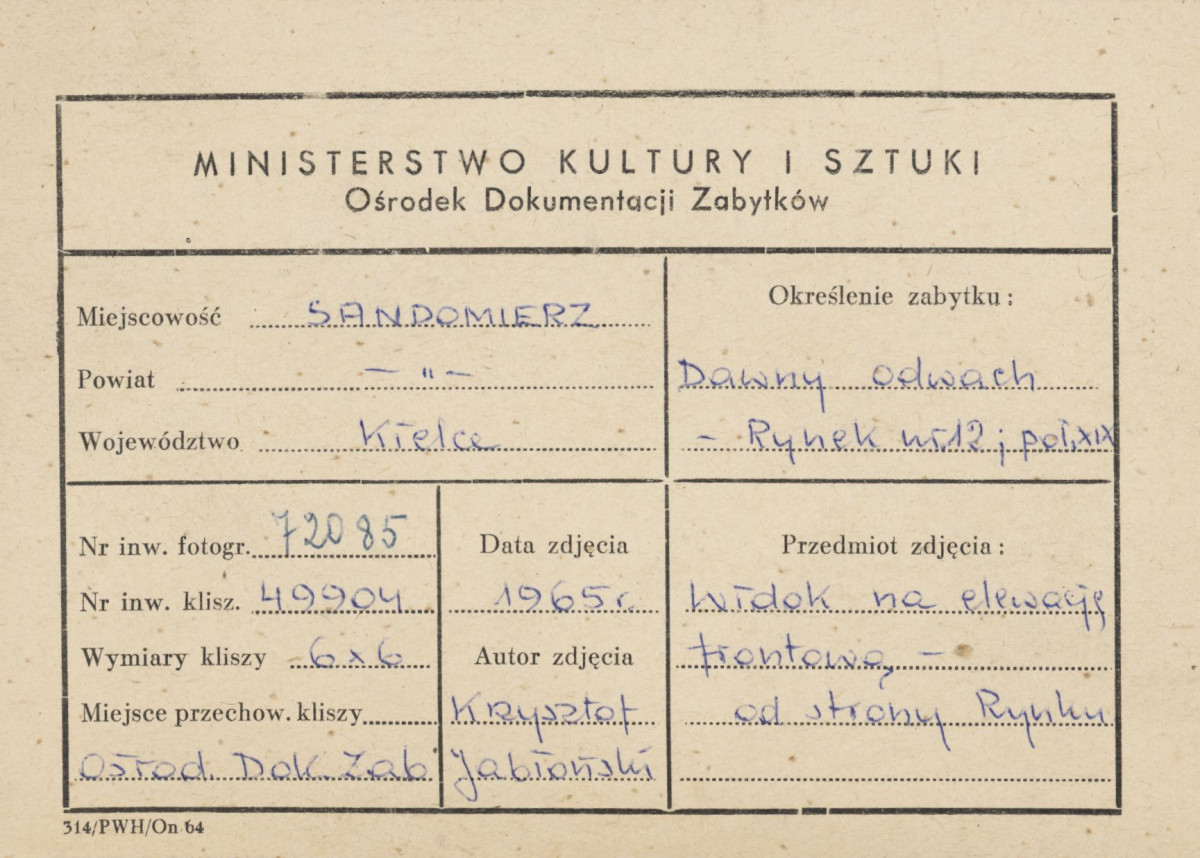 MINISTERSTWO KULTURY I SZTUKI
Ośrodek Dokumentacji Zabytków
Miejscowość SANDOMIERZ
Powiat — „ —
Województwo Kielce
Określenie zabytku:
Dawny odwach
- Rynek nr.12; poł.XIX
Nr inw. fotogr. 72085
Nr inw. klisz. 49904
Wymiary kliszy 6x6
Miejsce przechow. kliszy
Ośrod. Dok. Zab
Data zdjęcia
1965r.
Autor zdjęcia
Krzysztof
Jabłoński
Przedmiot zdjęcia:
Widok na elewację
frontową -
od strony Rynku
314/PWH/On 64